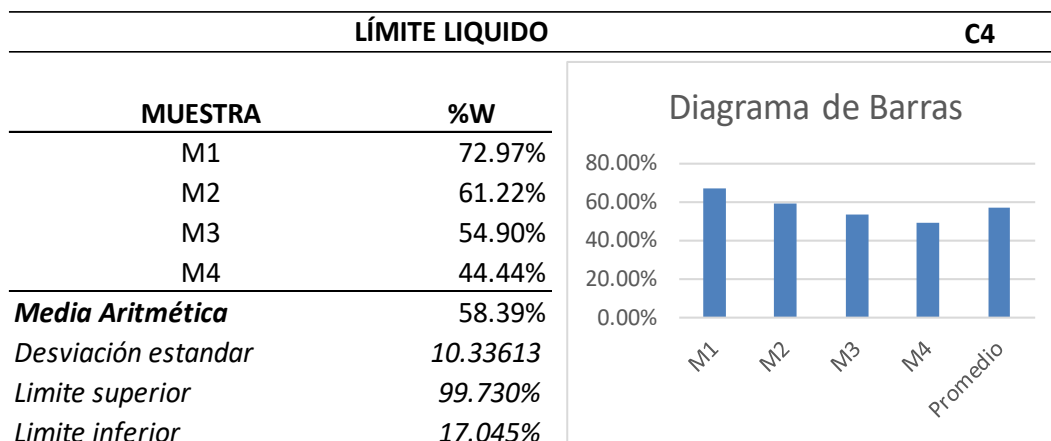 LÍMITE LIQUIDO C4
MUESTRA %W
M1 72.97%
M2 61.22%
M3 54.90%
M4 44.44%
Media Aritmética 58.39%
Desviación estandar 10.33613
Limite superior 99.730%
Limite inferior 17.045%
Diagrama de Barras
80.00%
60.00%
40.00%
20.00%
0.00%
M1
M2
M3
M4
Promedio